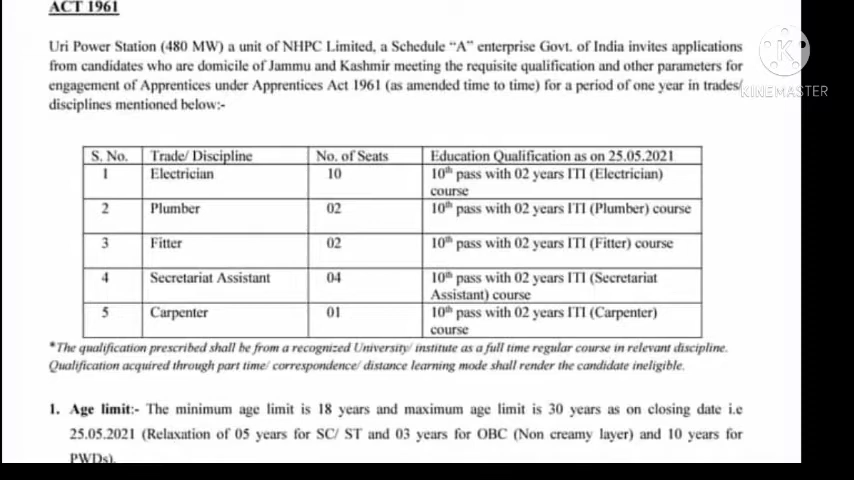 ACT 1961
Uri Power Station (480 MW) a unit of NHPC Limited, a Schedule “A” enterprise Govt. of India invites applications
from candidates who are domicile of Jammu and Kashmir meeting the requisite qualification and other parameters for
engagement of Apprentices under Apprentices Act 1961 (as amended time to time) for a period of one year in trades/
disciplines mentioned below:-
S. No. Trade/ Discipline No. of Seats Education Qualification as on 25.05.2021
1 Electrician 10 10th pass with 02 years ITI (Electrician)
course
2 Plumber 02 10th pass with 02 years ITI (Plumber) course
3 Fitter 02 10th pass with 02 years ITI (Fitter) course
4 Secretariat Assistant 04 10th pass with 02 years ITI (Secretariat
Assistant) course
5 Carpenter 01 10th pass with 02 years ITI (Carpenter)
course
*The qualification prescribed shall be from a recognized University/ institute as a full time regular course in relevant discipline.
Qualification acquired through part time/ correspondence/ distance learning mode shall render the candidate ineligible.
1. Age limit:- The minimum age limit is 18 years and maximum age limit is 30 years as on closing date i.e
25.05.2021 (Relaxation of 05 years for SC/ ST and 03 years for OBC (Non creamy layer) and 10 years for
PWDs).
K
KINEMASTER